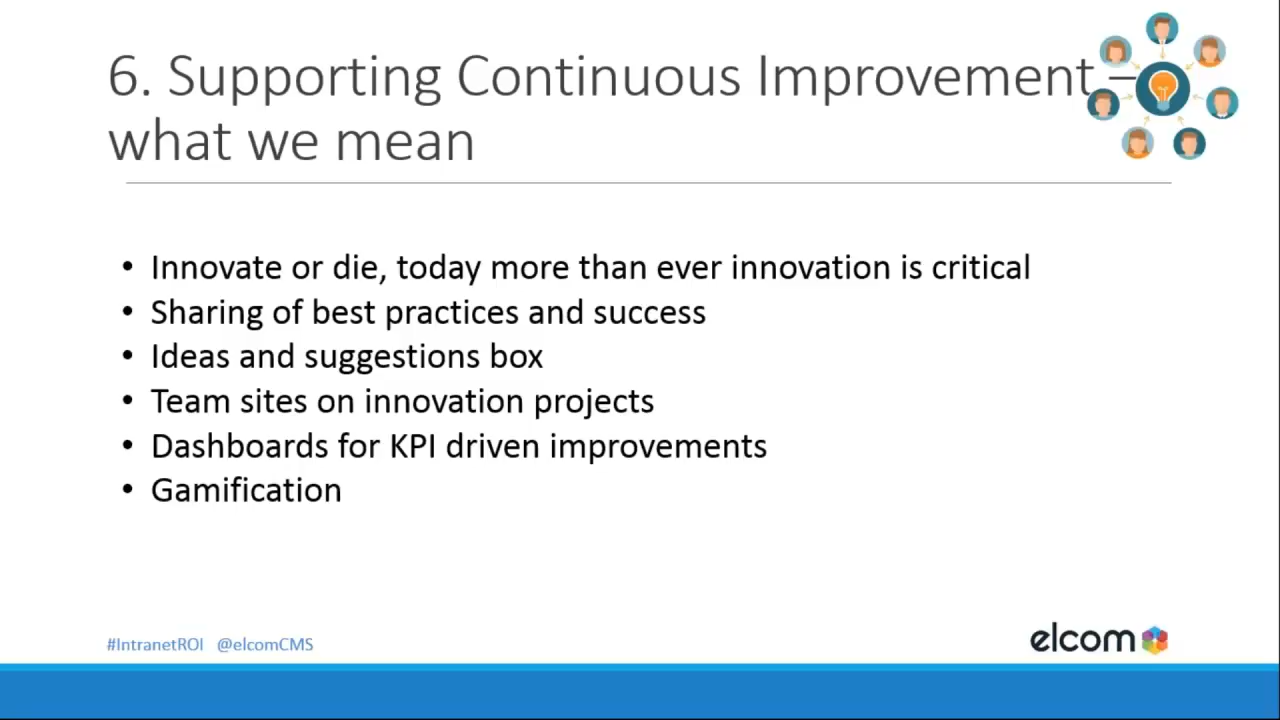 6. Supporting Continuous Improvement –
what we mean
• Innovate or die, today more than ever innovation is critical
• Sharing of best practices and success
• Ideas and suggestions box
• Team sites on innovation projects
• Dashboards for KPI driven improvements
• Gamification
#IntranetROI @elcomCMS
elcom